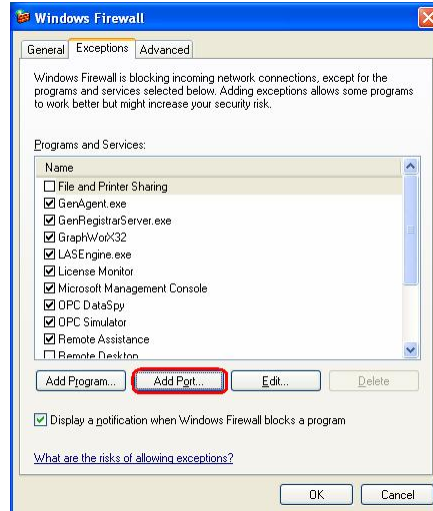 Windows Firewall
General Exceptions Advanced
Windows Firewall is blocking incoming network connections, except for the
programs and services selected below. Adding exceptions allows some programs
to work better but might increase your security risk.
Programs and Services:
Name
File and Printer Sharing
GenAgent.exe
GenRegistrarServer.exe
GraphWorX32
LASEngine.exe
License Monitor
Microsoft Management Console
OPC DataSpy
OPC Simulator
Remote Assistance
Remote Desktop
Add Program... Add Port... Edit... Delete
Display a notification when Windows Firewall blocks a program
What are the risks of allowing exceptions?
OK Cancel